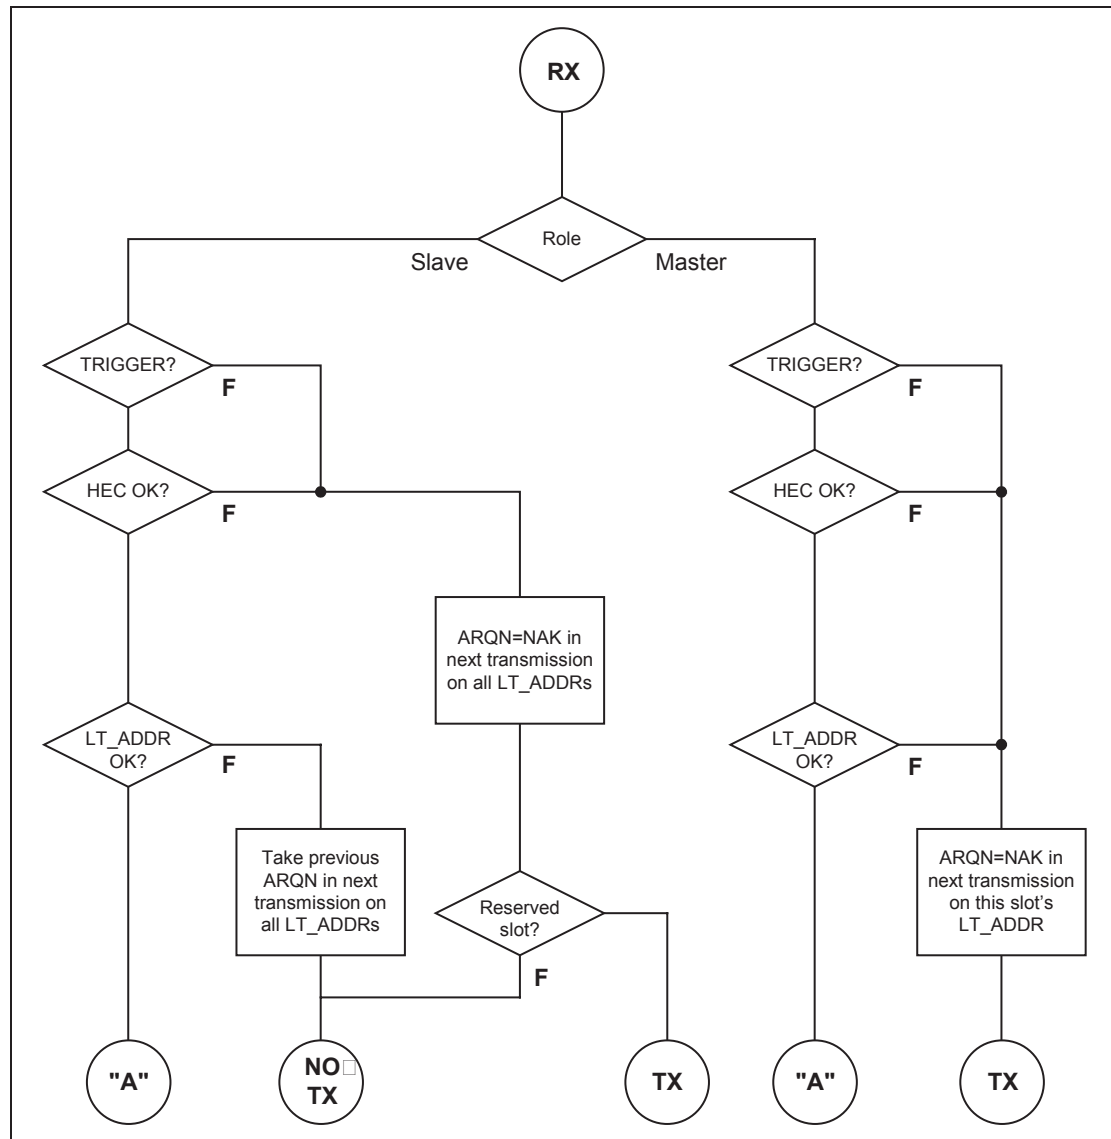 RX
Role
Slave
Master
TRIGGER?
F
TRIGGER?
F
HEC OK?
F
HEC OK?
F
ARQN=NAK in
next transmission
on all LT_ADDRs
LT_ADDR
OK?
F
LT_ADDR
OK?
F
Take previous
ARQN in next
transmission on
all LT_ADDRs
Reserved
slot?
F
ARQN=NAK in
next transmission
on this slot's
LT_ADDR
"A"
NO
TX
TX
"A"
TX